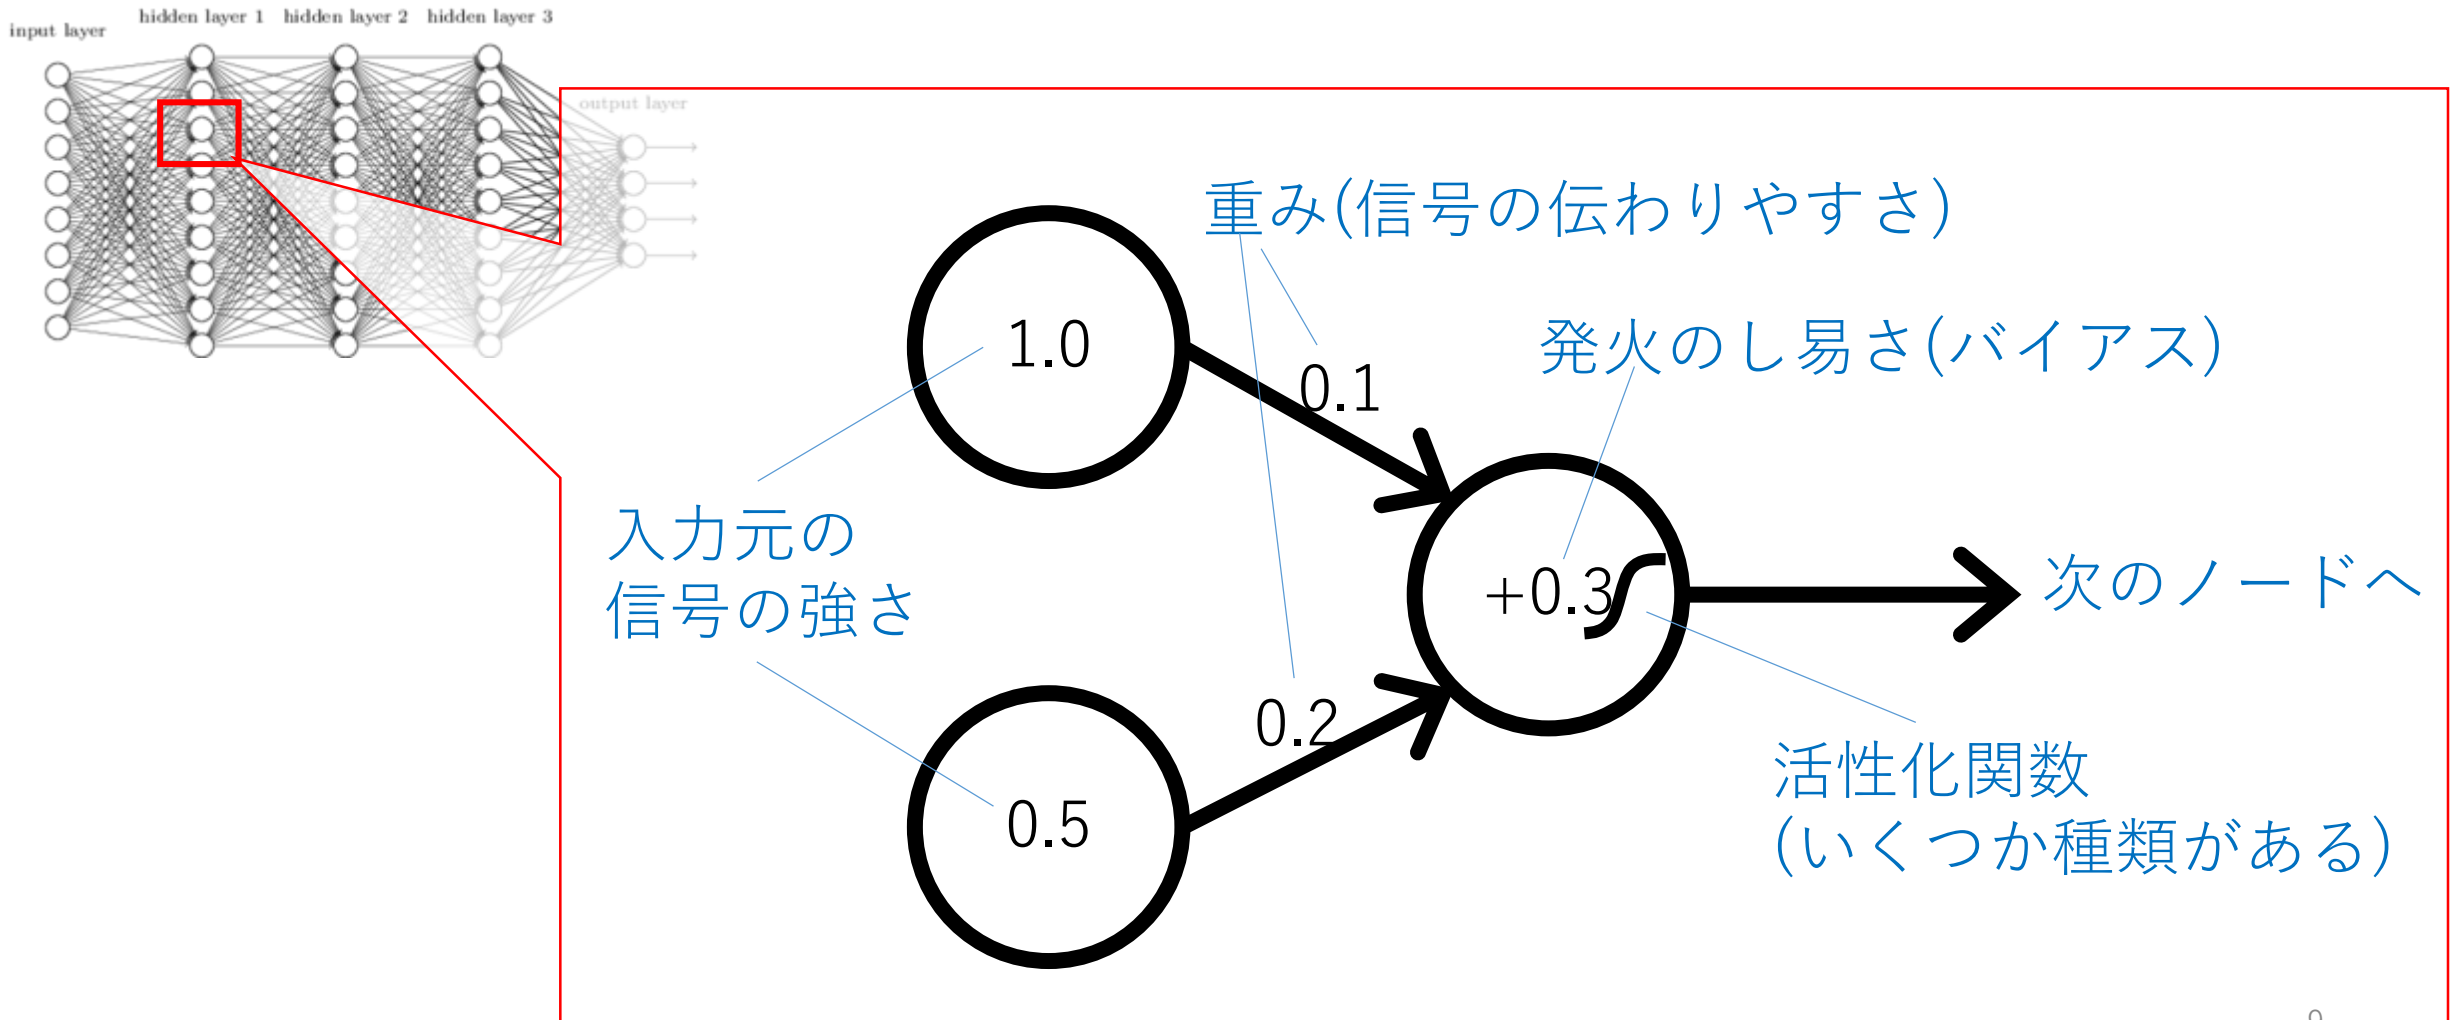 input layer
hidden layer 1
hidden layer 2
hidden layer 3
output layer
重み(信号の伝わりやすさ)
発火のし易さ(バイアス)
1.0
0.1
入力元の
信号の強さ
+0.3
次のノードへ
0.2
0.5
活性化関数
(いくつか種類がある)